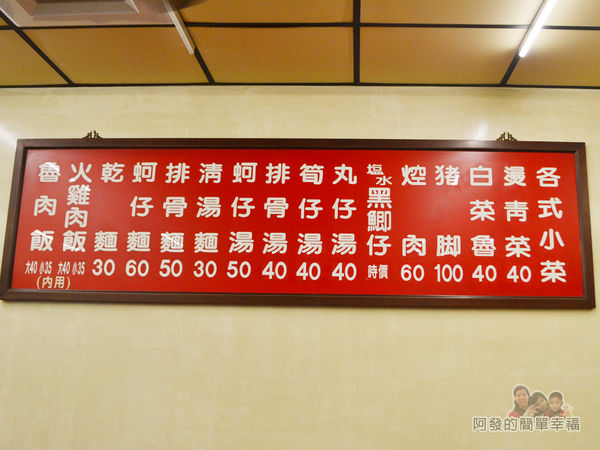 魯肉飯 大40 小35 (內用)
火雞肉飯 大40 小35
乾麵 30
蚵仔麵 60
排骨麵 50
清湯麵 30
蚵仔湯 50
排骨湯 40
筍仔湯 40
丸仔湯 40
塩水黑鯽仔 時價
焢肉 60
猪脚 100
白菜魯 40
燙青菜 40
各式小菜
阿發的簡單幸福